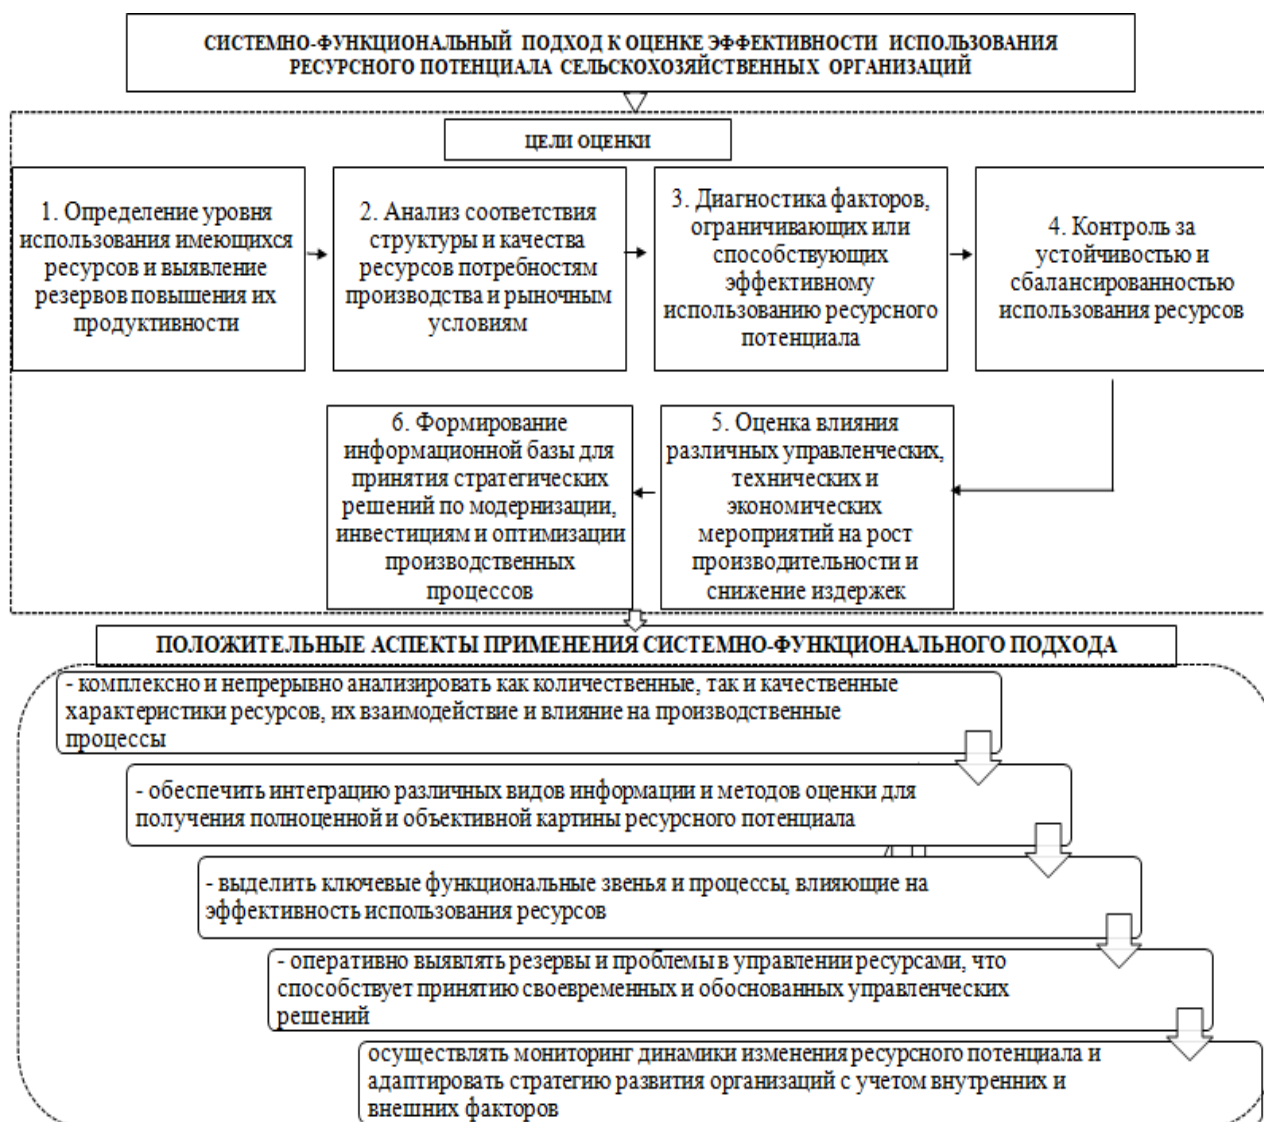 СИСТЕМНО-ФУНКЦИОНАЛЬНЫЙ ПОДХОД К ОЦЕНКЕ ЭФФЕКТИВНОСТИ ИСПОЛЬЗОВАНИЯ
РЕСУРСНОГО ПОТЕНЦИАЛА СЕЛЬСКОХОЗЯЙСТВЕННЫХ ОРГАНИЗАЦИЙ
ЦЕЛИ ОЦЕНКИ
1. Определение уровня
использования имеющихся
ресурсов и выявление
резервов повышения их
продуктивности
2. Анализ соответствия
структуры и качества
ресурсов потребностям
производства и рыночным
условиям
3. Диагностика факторов,
ограничивающих или
способствующих
эффективному
использованию ресурсного
потенциала
4. Контроль за
устойчивостью и
сбалансированностью
использования ресурсов
5. Оценка влияния
различных управленческих,
технических и
экономических
мероприятий на рост
производительности и
снижение издержек
6. Формирование
информационной базы для
принятия стратегических
решений по модернизации,
инвестициям и оптимизации
производственных
процессов
ПОЛОЖИТЕЛЬНЫЕ АСПЕКТЫ ПРИМЕНЕНИЯ СИСТЕМНО-ФУНКЦИОНАЛЬНОГО ПОДХОДА
- комплексно и непрерывно анализировать как количественные, так и качественные
характеристики ресурсов, их взаимодействие и влияние на производственные
процессы
- обеспечить интеграцию различных видов информации и методов оценки для
получения полноценной и объективной картины ресурсного потенциала
- выделить ключевые функциональные звенья и процессы, влияющие на
эффективность использования ресурсов
- оперативно выявлять резервы и проблемы в управлении ресурсами, что
способствует принятию своевременных и обоснованных управленческих
решений
осуществлять мониторинг динамики изменения ресурсного потенциала и
адаптировать стратегию развития организаций с учетом внутренних и
внешних факторов